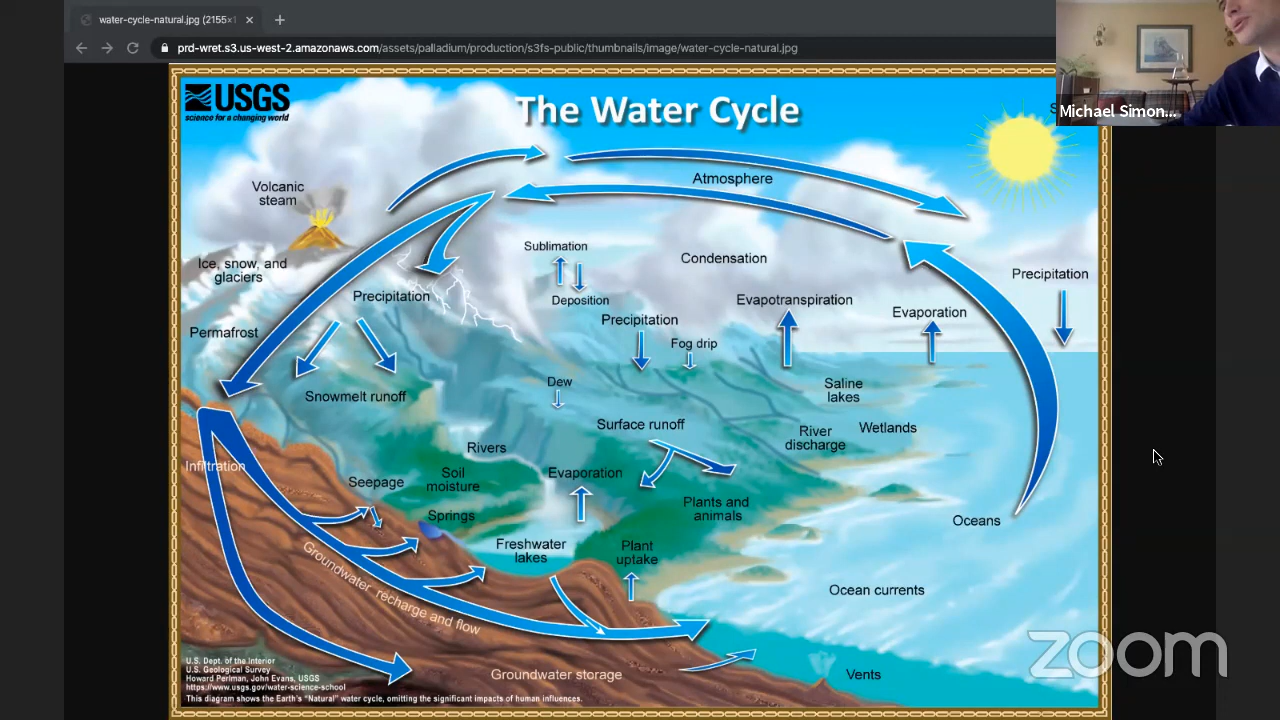 water-cycle-natural.jpg (2155×1
prd-wret.s3.us-west-2.amazonaws.com/assets/palladium/production/s3fs-public/thumbnails/image/water-cycle-natural.jpg
Michael Simon...
USGS
science for a changing world
The Water Cycle
Atmosphere
Volcanic
steam
Sublimation
Condensation
Ice, snow, and
glaciers
Precipitation
Precipitation
Deposition
Evapotranspiration
Evaporation
Precipitation
Permafrost
Fog drip
Dew
Saline
lakes
Snowmelt runoff
Surface runoff
River
discharge
Wetlands
Rivers
Infiltration
Soil
moisture
Evaporation
Seepage
Plants and
animals
Springs
Oceans
Freshwater
lakes
Plant
uptake
Groundwater recharge and flow
Ocean currents
zoom
Groundwater storage
Vents
U.S. Dept. of the Interior
U.S. Geological Survey
Howard Perlman, John Evans, USGS
https://www.usgs.gov/water-science-school
This diagram shows the Earth's "Natural" water cycle, omitting the significant impacts of human influences.